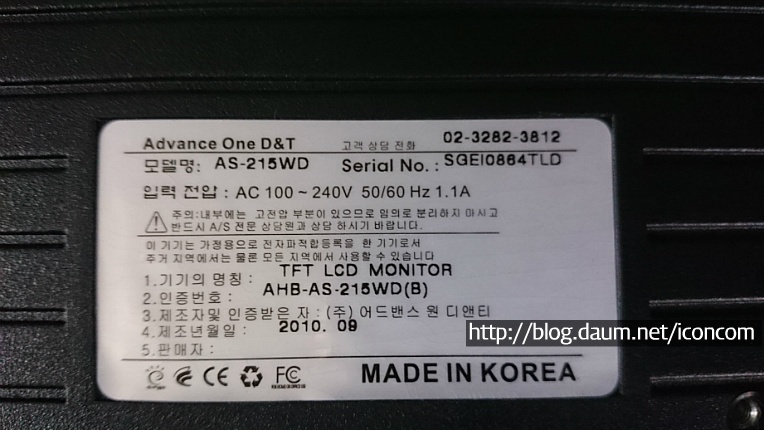 Advance One D&T 고객 상담 전화 02-3282-3812
모델명: AS-215WD Serial No.: SGEI0884TLD
입력 전압 : AC 100 ~ 240V 50/60 Hz 1.1A
주의:내부에는 고전압 부분이 있으므로 임의로 분리하지 마시고
반드시 A/S 전문 상담원과 상담 하시기 바랍니다.
이 기기는 가정용으로 전자파적합등록을 한 기기로서
주거 지역에서는 물론 모든 지역에서 사용할 수 있습니다.
1.기기의 명칭 : TFT LCD MONITOR
2.인증번호 : AHB-AS-215WD(B)
3.제조자 및 인증받은 자 : (주) 어드밴스 원 디앤티
4.제조년월일 : 2010. 09
5.판매자 :
CE FC MADE IN KOREA
http://blog.daum.net/iconcom